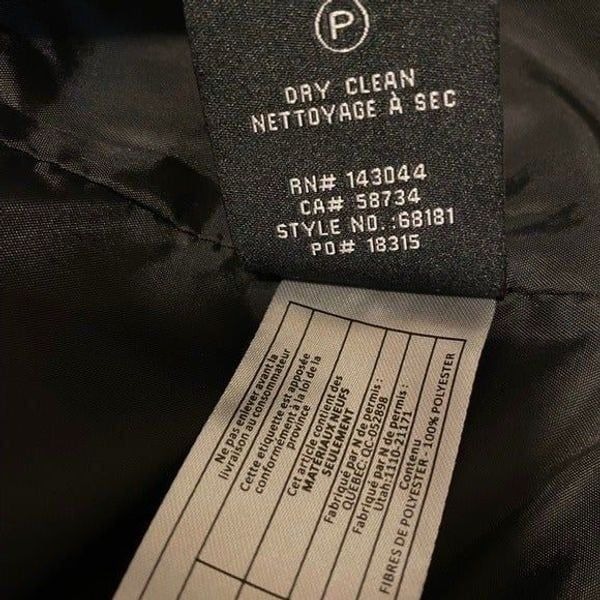 P
DRY CLEAN
NETTOYAGE À SEC
RN# 143044
CA# 58734
STYLE NO. :68181
PO# 18315
Ne pas enlever avant la
livraison au consommateur
Cette etiquette est apposée
conformément à la loi de la
province
Cet article contient des
MATERIAUX NEUFS
SEULEMENT
Fabriqué par N de permis :
QUEBEC:QC-052898
Fabriqué par N de permis :
Utah:1110-21171
Contenu
FIBRES DE POLYESTER - 100% POLYESTER